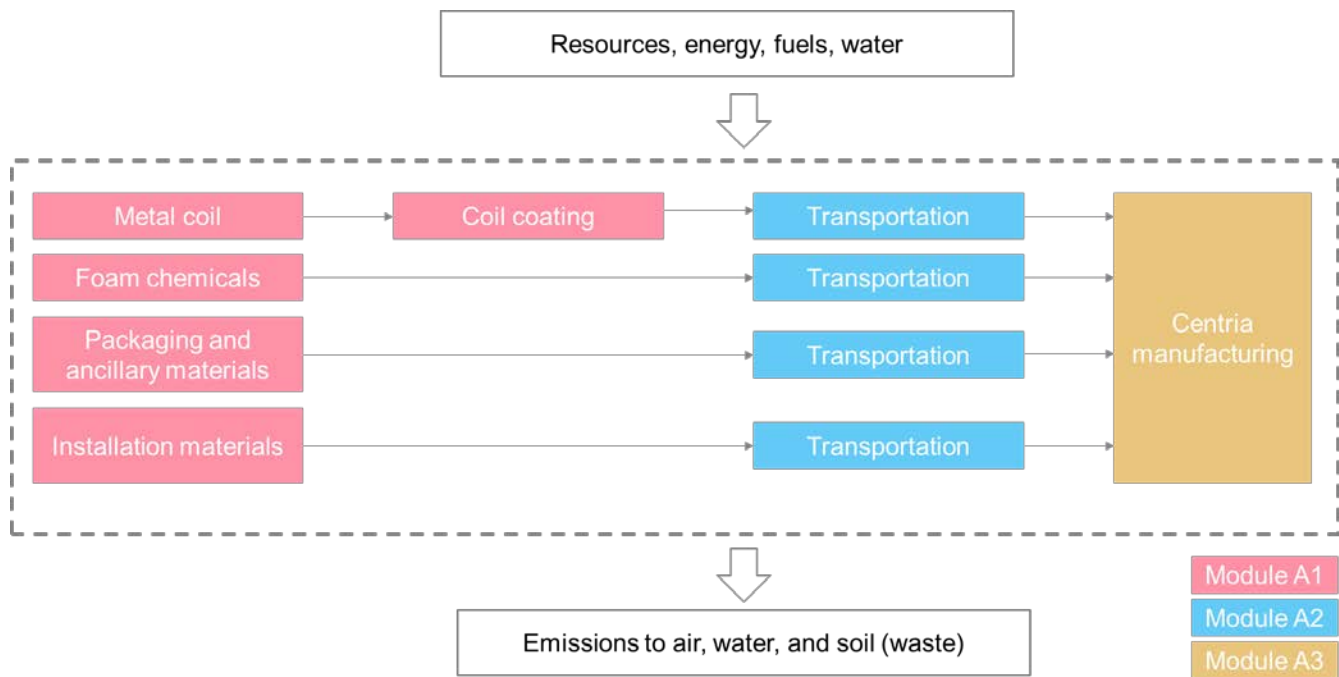 Resources, energy, fuels, water
Metal coil
Coil coating
Transportation
Foam chemicals
Transportation
Packaging and
ancillary materials
Transportation
Installation materials
Transportation
Centria
manufacturing
Emissions to air, water, and soil (waste)
Module A1
Module A2
Module A3